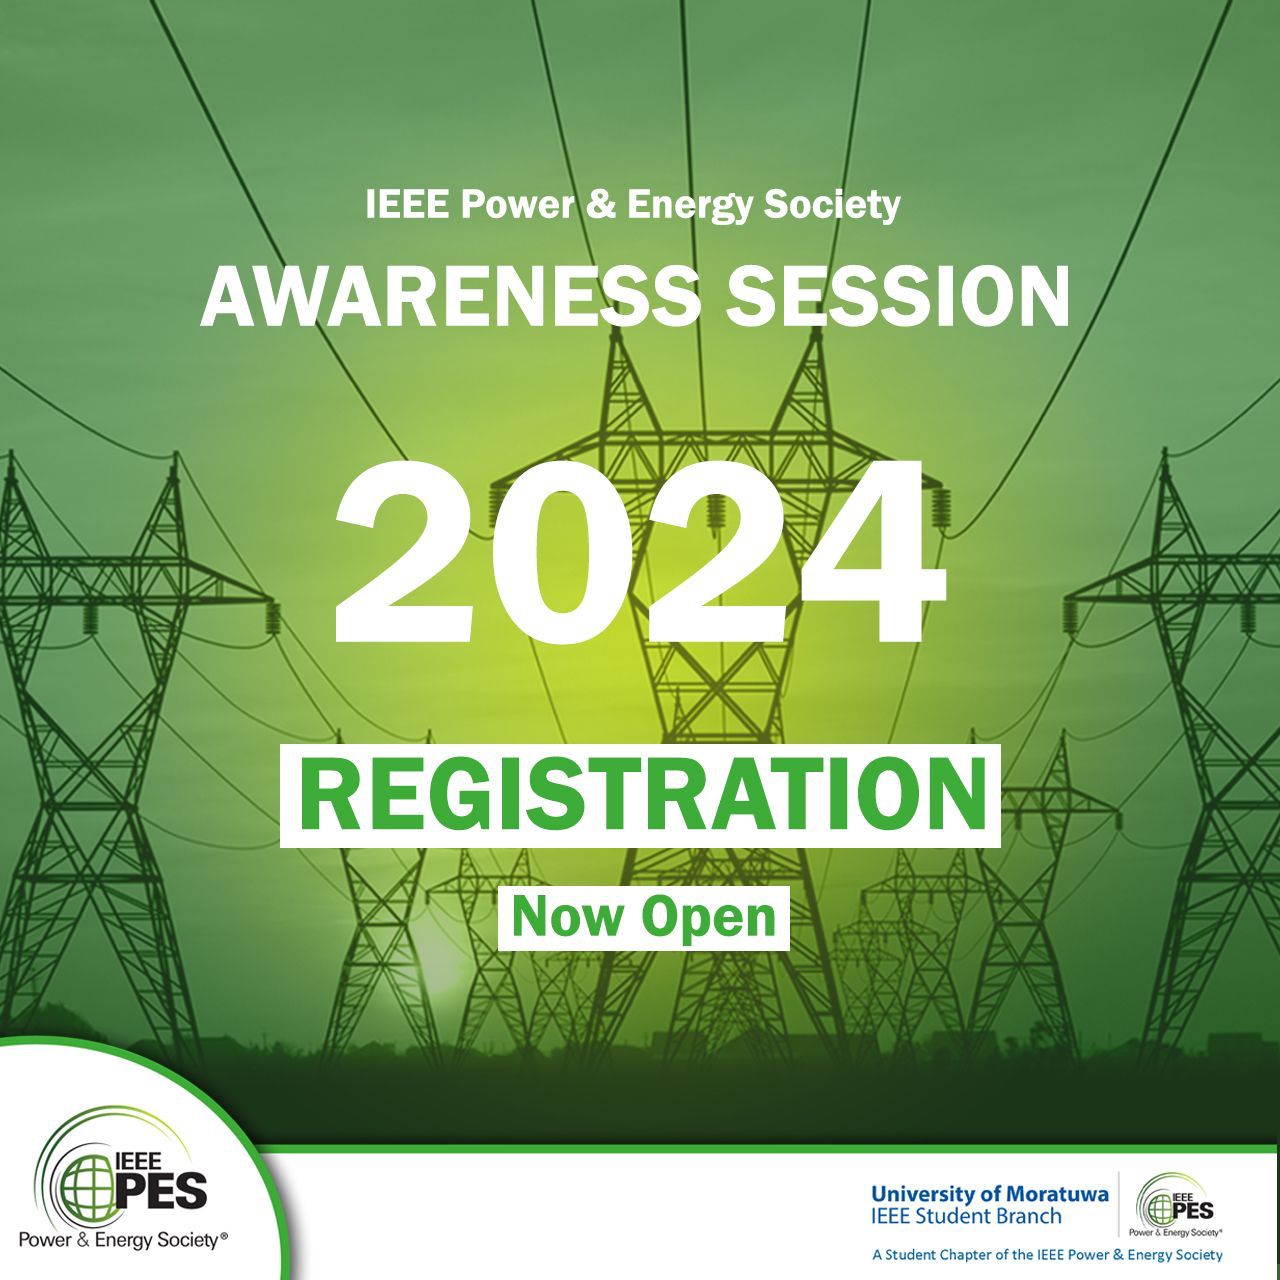 IEEE Power & Energy Society
AWARENESS SESSION
2024
REGISTRATION
Now Open
IEEE
PES
Power & Energy Society®
University of Moratuwa
IEEE Student Branch
IEEE
PES
Power & Energy Society®
A Student Chapter of the IEEE Power & Energy Society